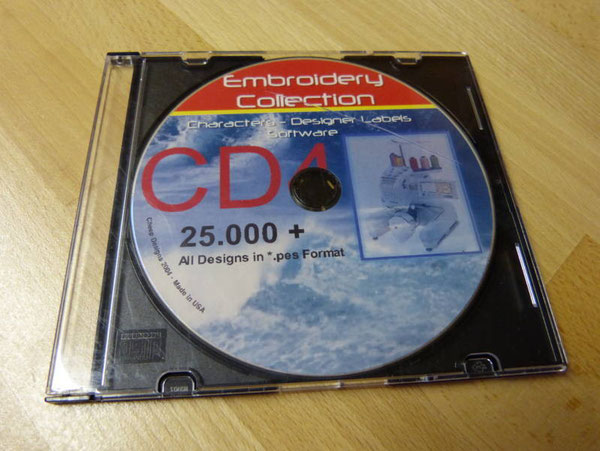 Embroidery
Collection
Characters - Designer Labels
Software
CD4
25.000 +
All Designs in *.pes Format